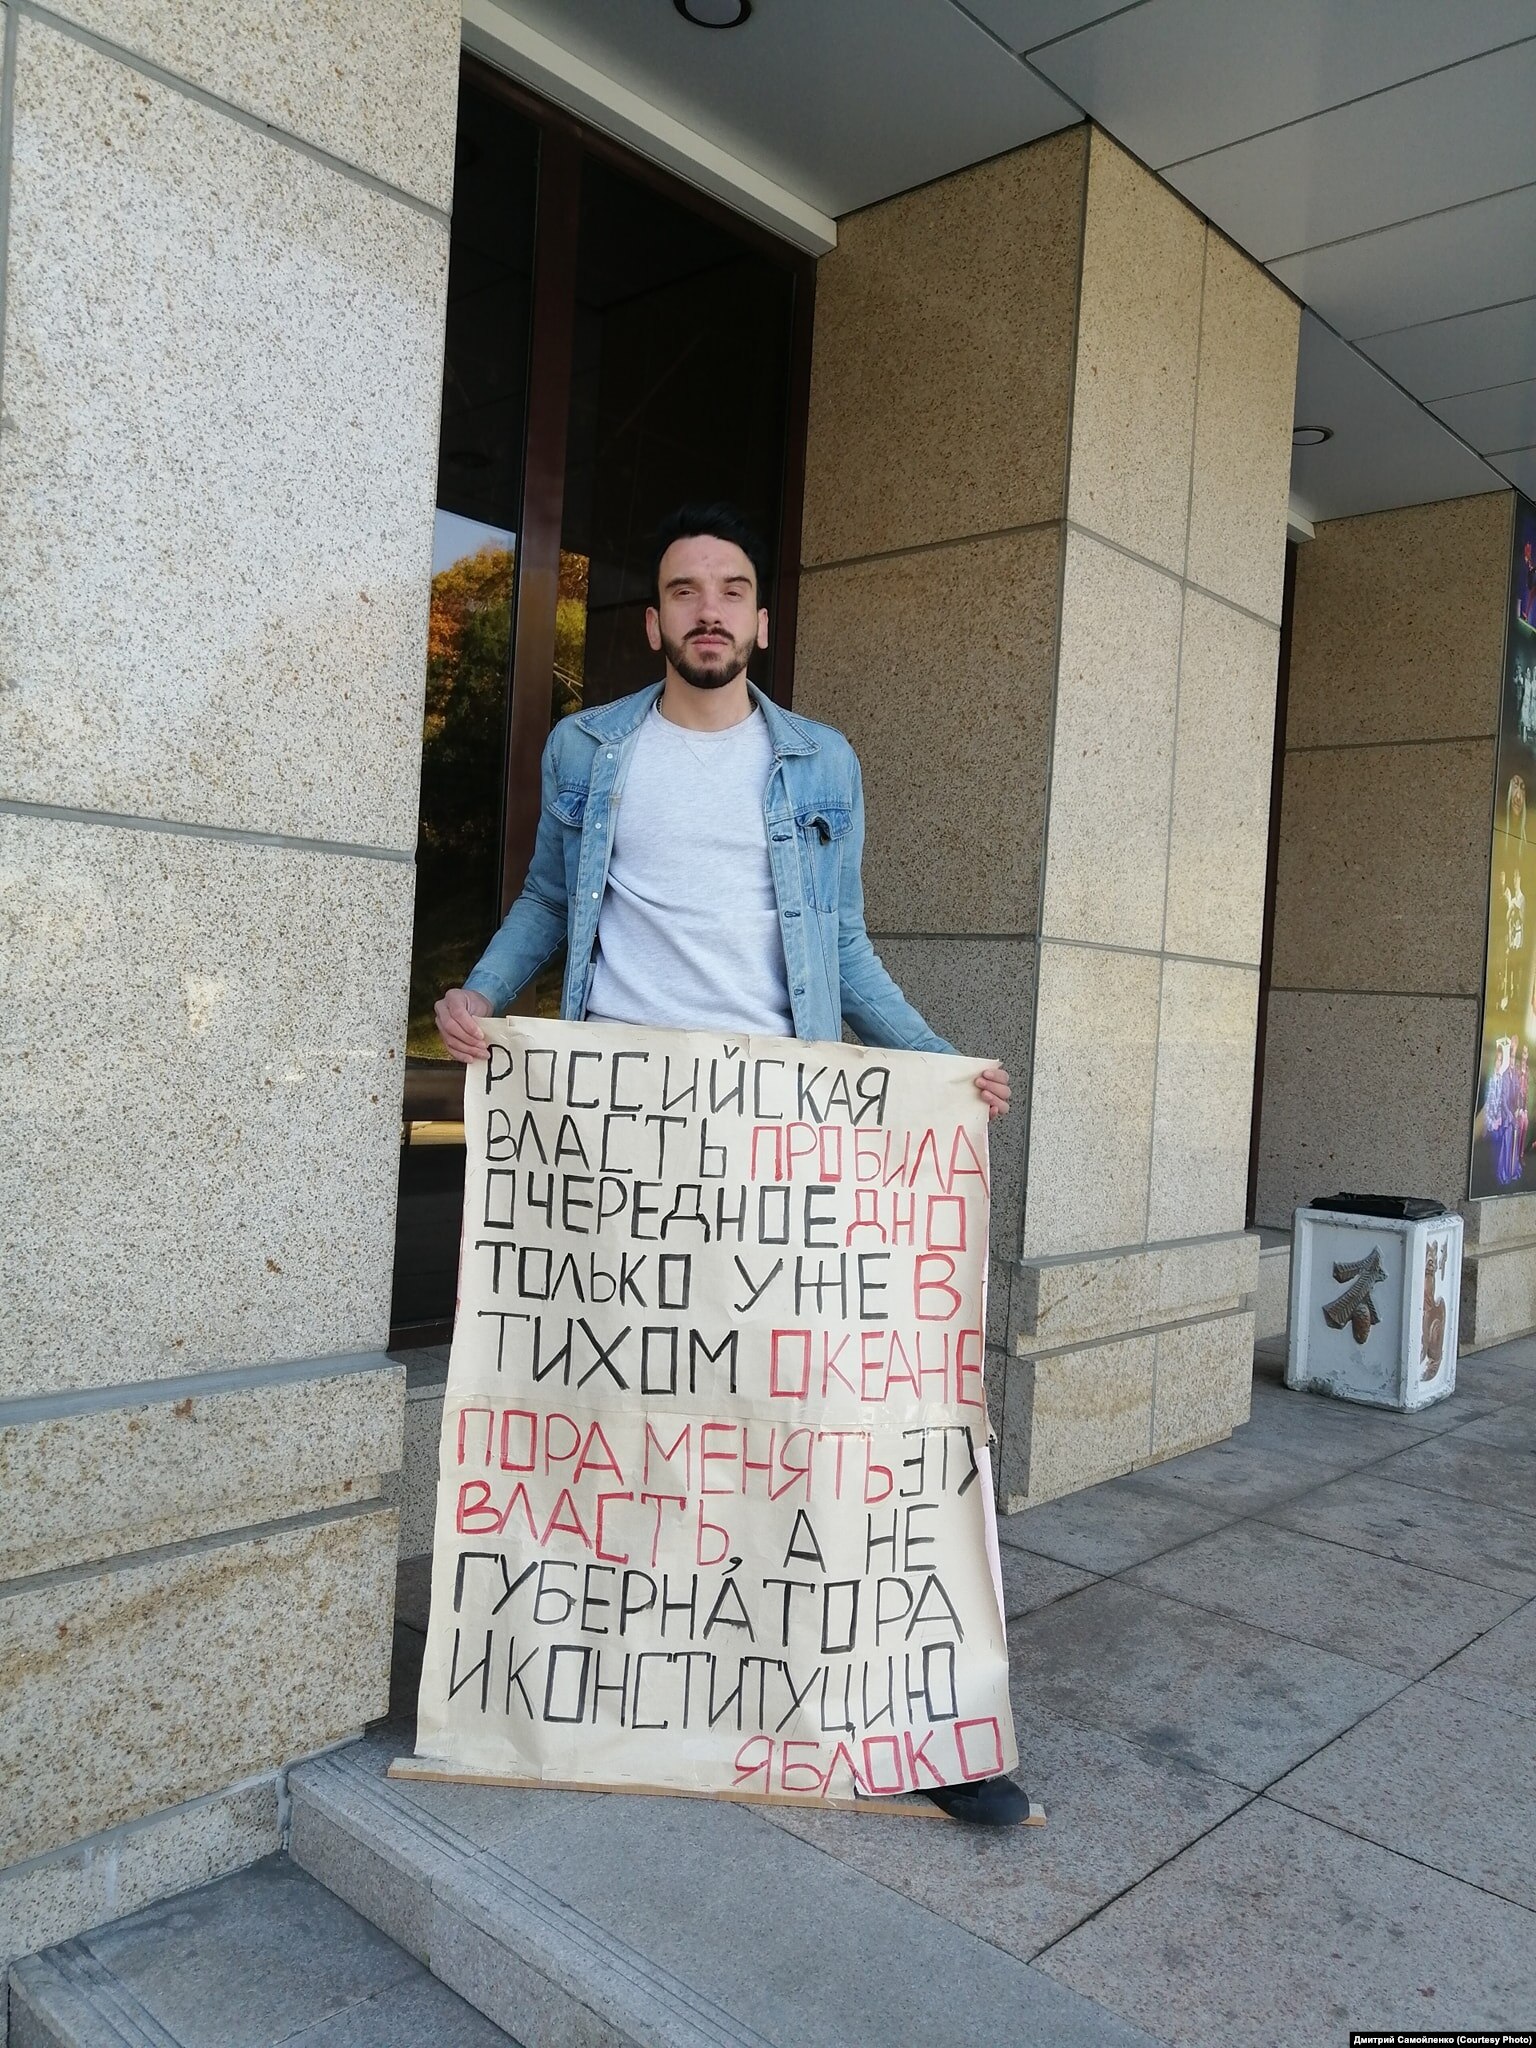 РОССИЙСКАЯ
ВЛАСТЬ ПРОБИЛА
ОЧЕРЕДНОЕ ДНО
ТОЛЬКО УЖЕ В
ТИХОМ ОКЕАНЕ
ПОРА МЕНЯТЬ ЭТУ
ВЛАСТЬ, А НЕ
ГУБЕРНАТОРА
И КОНСТИТУЦИЮ
ЯБЛОКО
Дмитрий Самойленко (Courtesy Photo)